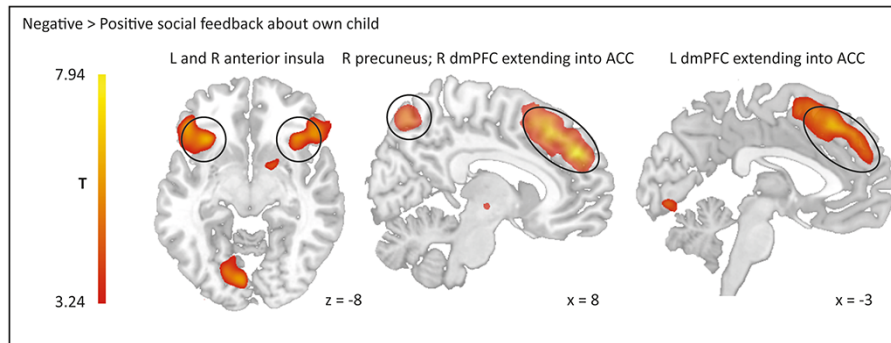 Negative > Positive social feedback about own child
L and R anterior insula
R precuneus; R dmPFC extending into ACC
L dmPFC extending into ACC
7.94
T
3.24
z = -8
x = 8
x = -3